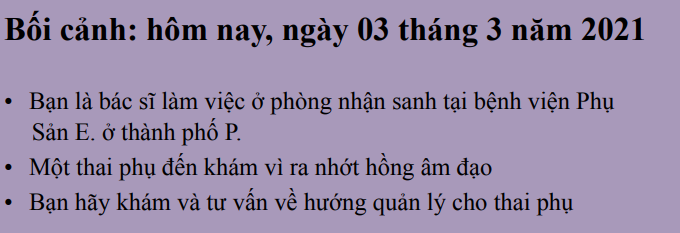 Bối cảnh: hôm nay, ngày 03 tháng 3 năm 2021
• Bạn là bác sĩ làm việc ở phòng nhận sanh tại bệnh viện Phụ
Sản E. ở thành phố P.
• Một thai phụ đến khám vì ra nhớt hồng âm đạo
• Bạn hãy khám và tư vấn về hướng quản lý cho thai phụ